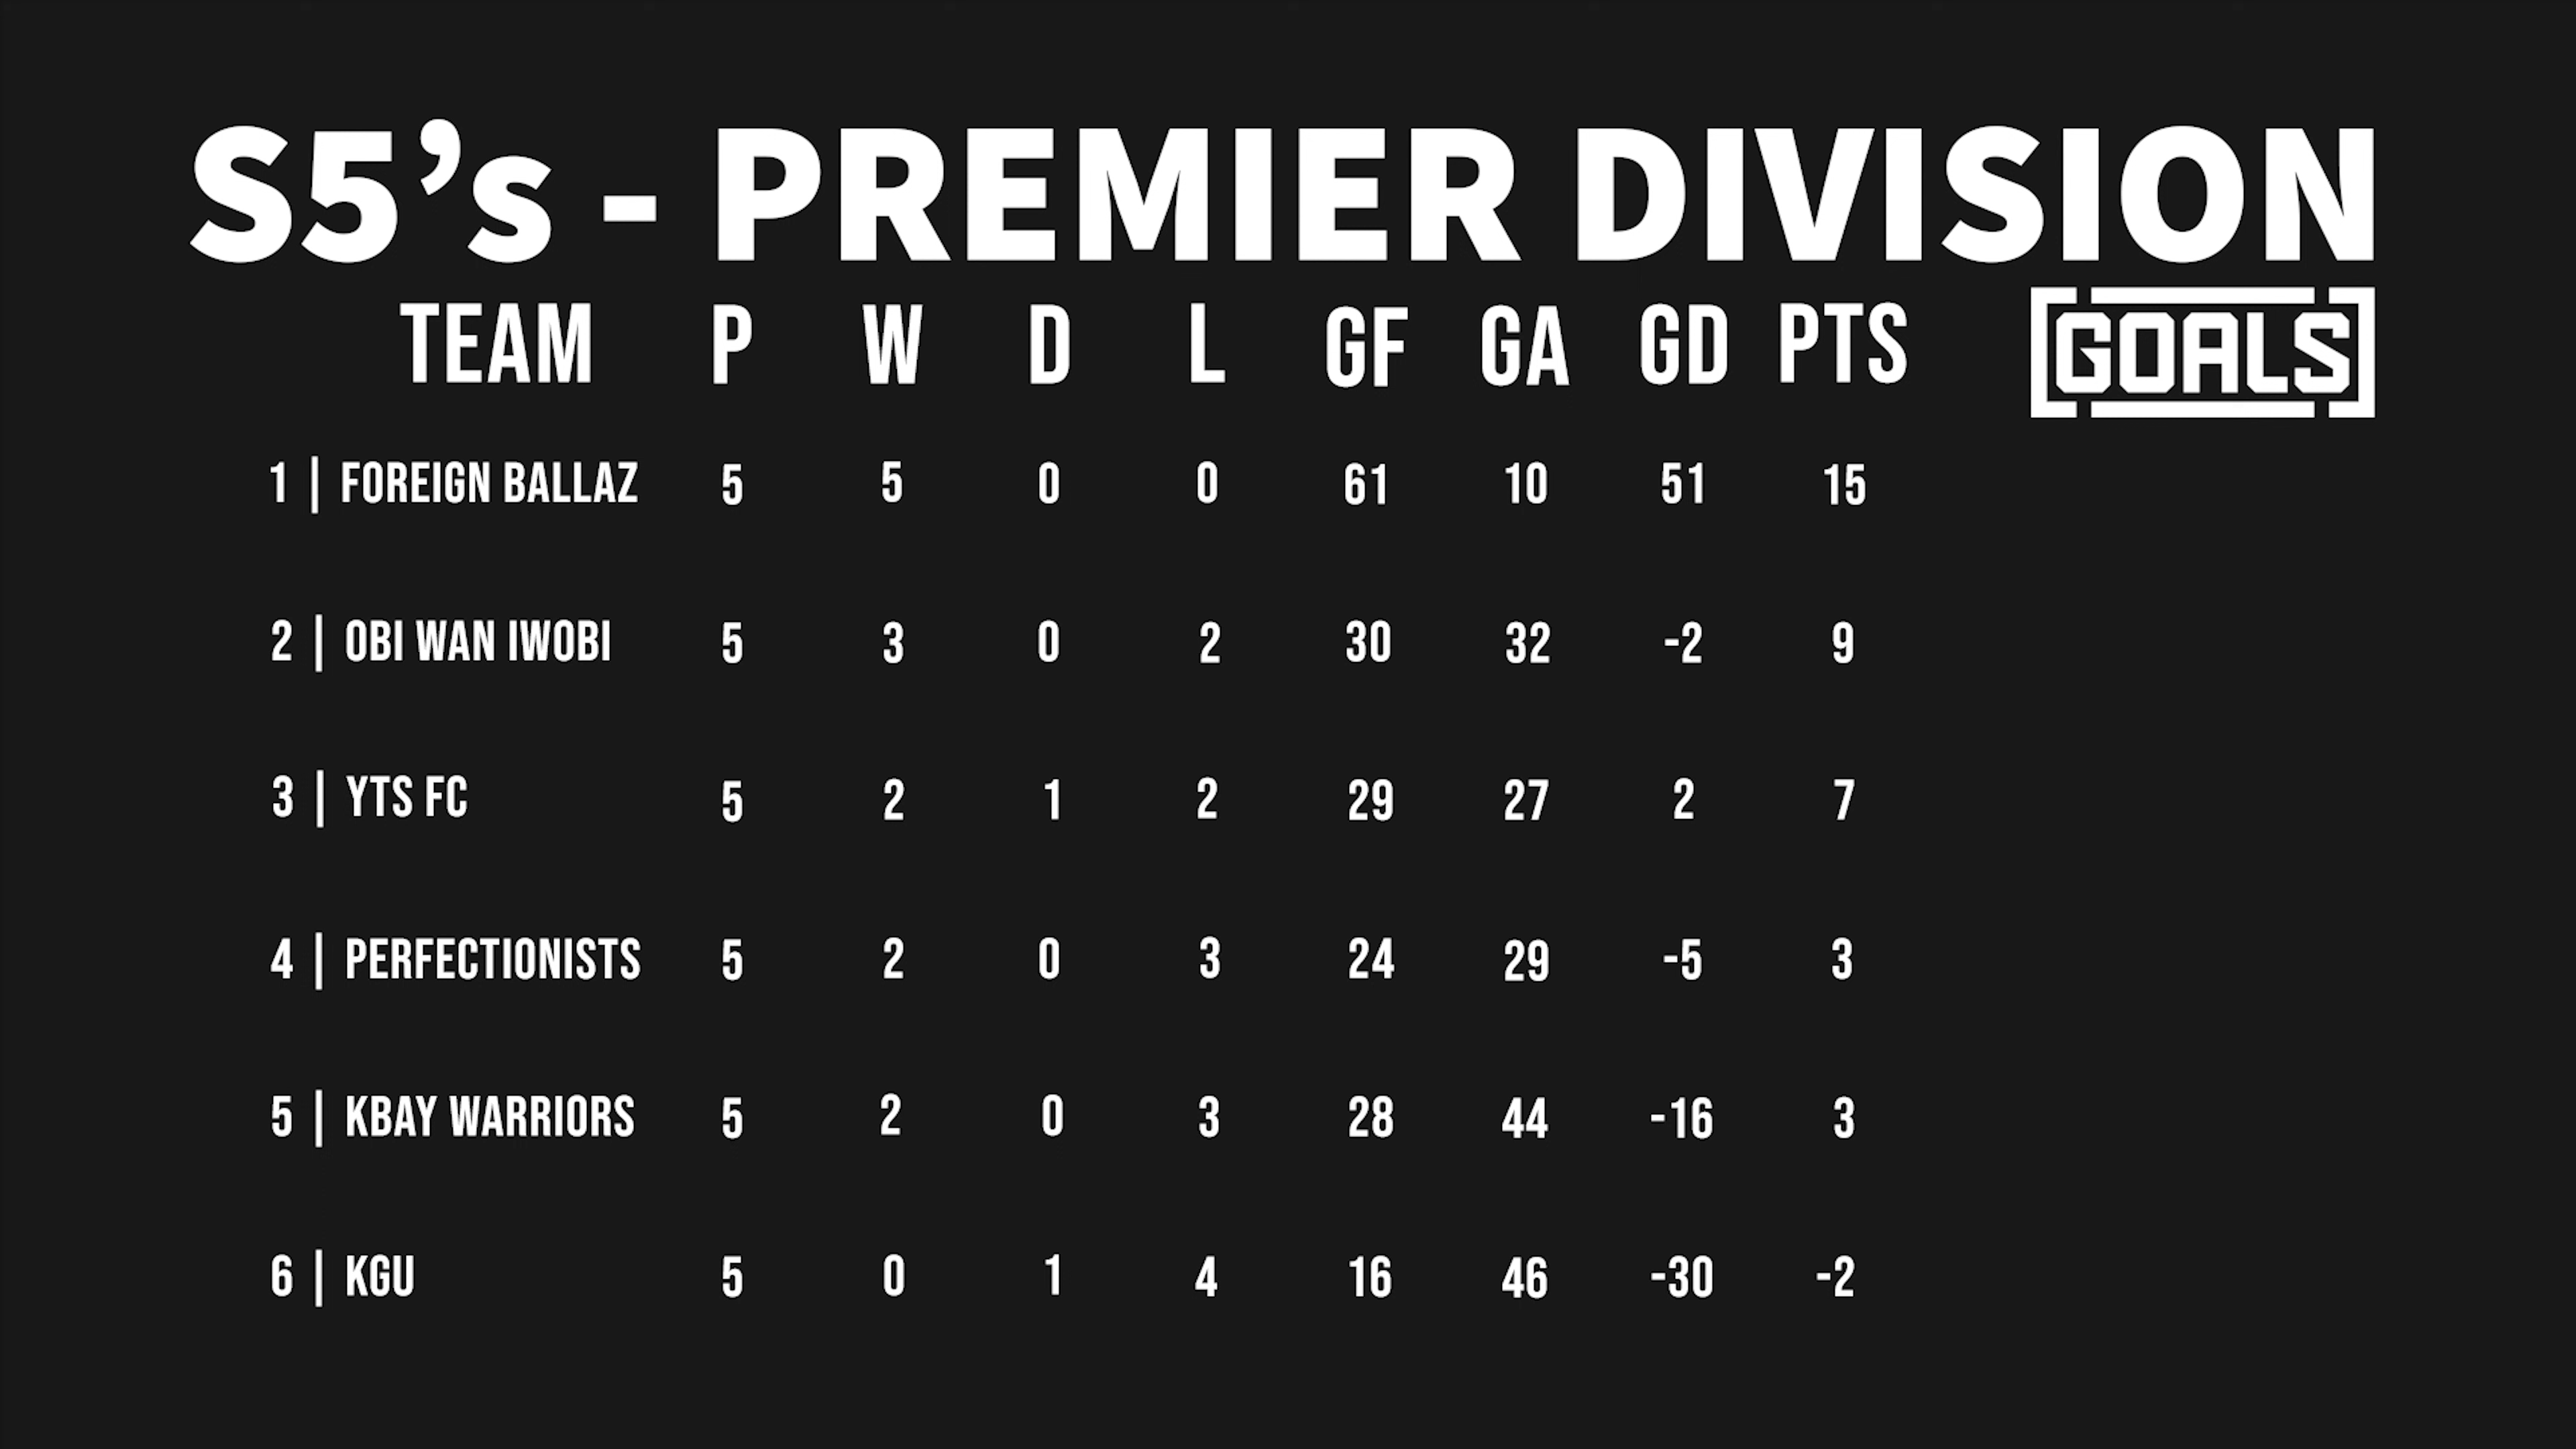 S5’s - PREMIER DIVISION
TEAM P W D L GF GA GD PTS GOALS
1 | FOREIGN BALLAZ 5 5 0 0 61 10 51 15
2 | OBI WAN IWOBI 5 3 0 2 30 32 -2 9
3 | YTS FC 5 2 1 2 29 27 2 7
4 | PERFECTIONISTS 5 2 0 3 24 29 -5 3
5 | KBAY WARRIORS 5 2 0 3 28 44 -16 3
6 | KGU 5 0 1 4 16 46 -30 -2